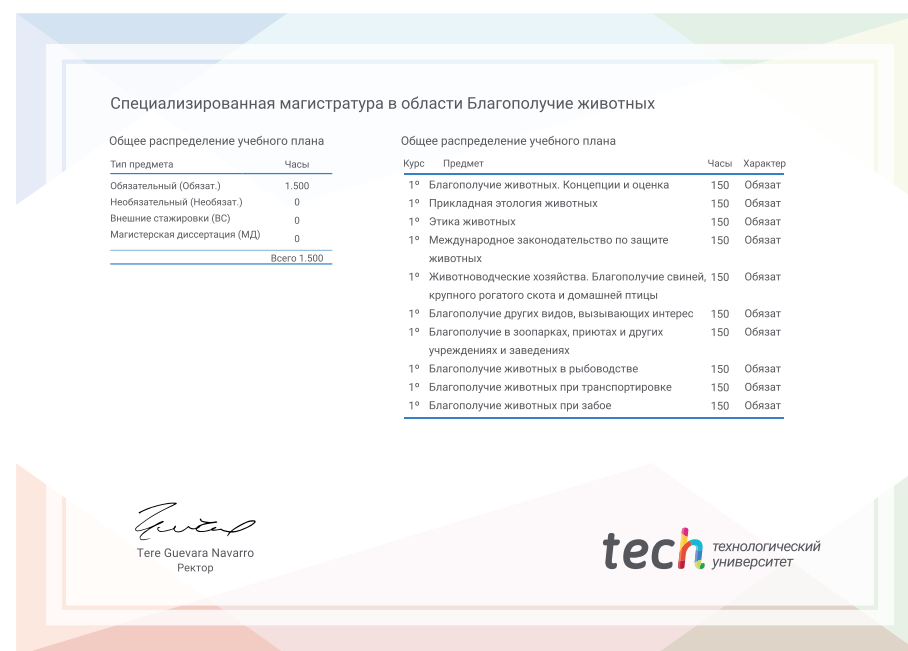 Специализированная магистратура в области Благополучие животных
Общее распределение учебного плана
Тип предмета Часы
Обязательный (Обязат.) 1.500
Необязательный (Необязат.) 0
Внешние стажировки (ВС) 0
Магистерская диссертация (МД) 0
Всего 1.500
Общее распределение учебного плана
Курс Предмет Часы Характер
1º Благополучие животных. Концепции и оценка 150 Обязат
1º Прикладная этология животных 150 Обязат
1º Этика животных 150 Обязат
1º Международное законодательство по защите 150 Обязат
животных
1º Животноводческие хозяйства. Благополучие свиней, 150 Обязат
крупного рогатого скота и домашней птицы
1º Благополучие других видов, вызывающих интерес 150 Обязат
1º Благополучие в зоопарках, приютах и других 150 Обязат
учреждениях и заведениях
1º Благополучие животных в рыбоводстве 150 Обязат
1º Благополучие животных при транспортировке 150 Обязат
1º Благополучие животных при забое 150 Обязат
Tere Guevara Navarro
Ректор
tech технологический
университет